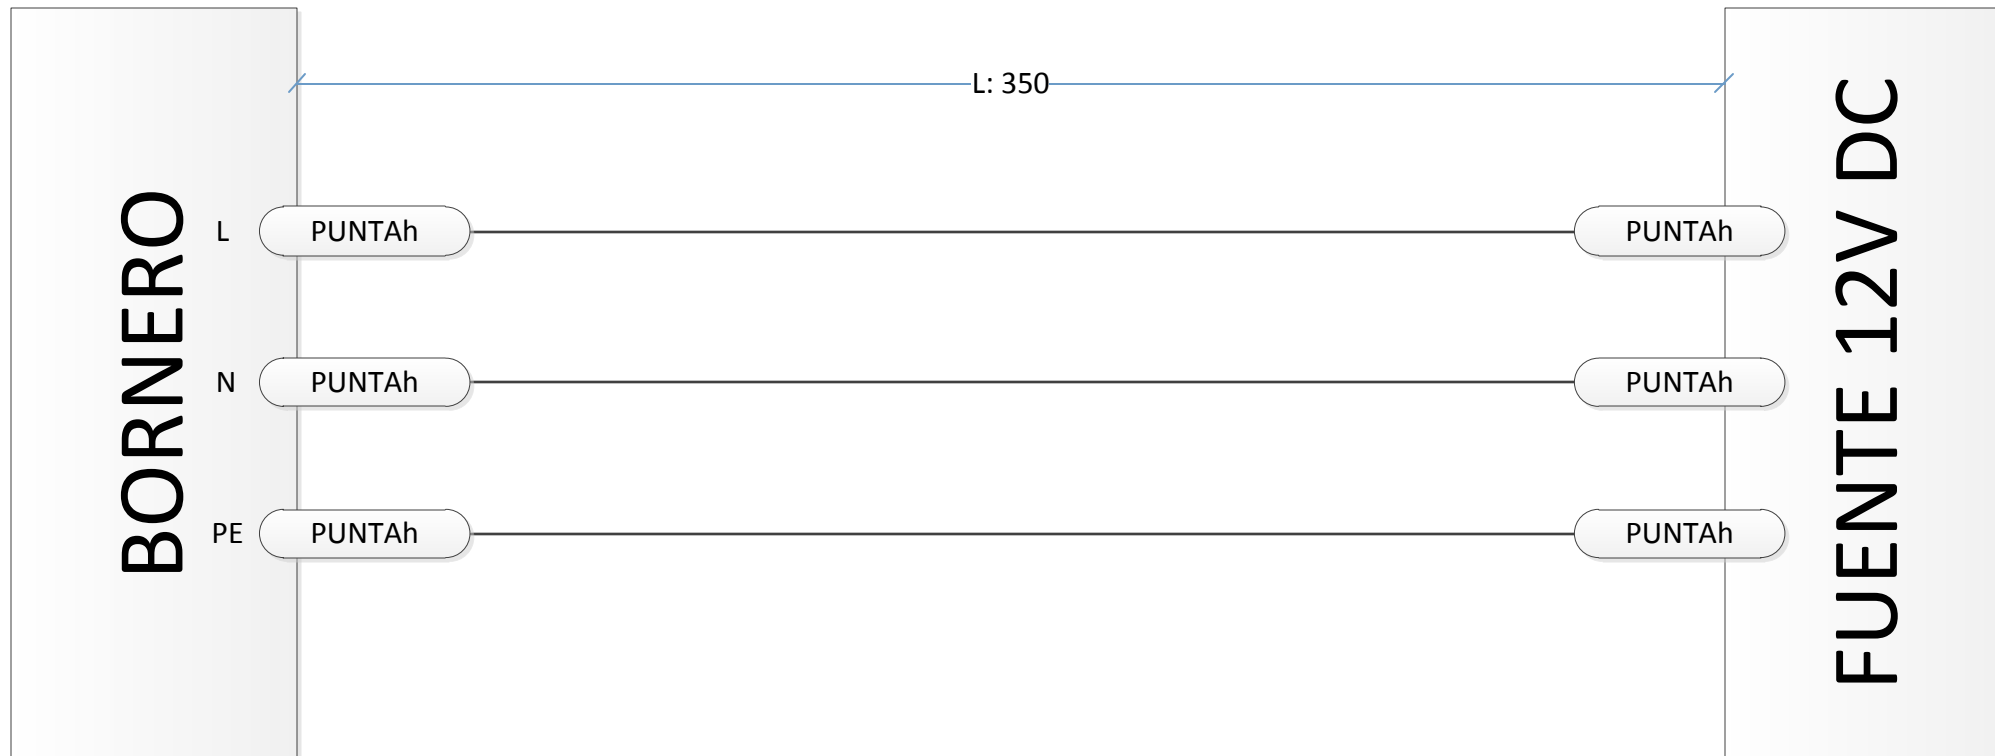 L: 350
BORNERO
FUENTE 12V DC
L PUNTAh PUNTAh
N PUNTAh PUNTAh
PE PUNTAh PUNTAh